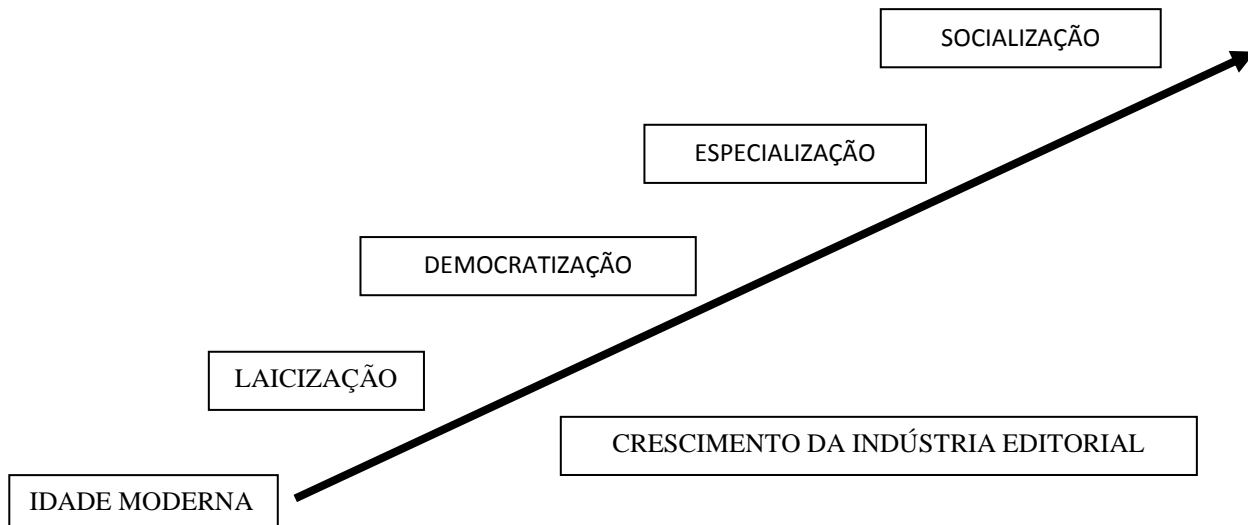 SOCIALIZAÇÃO
ESPECIALIZAÇÃO
DEMOCRATIZAÇÃO
LAICIZAÇÃO
CRESCIMENTO DA INDÚSTRIA EDITORIAL
IDADE MODERNA